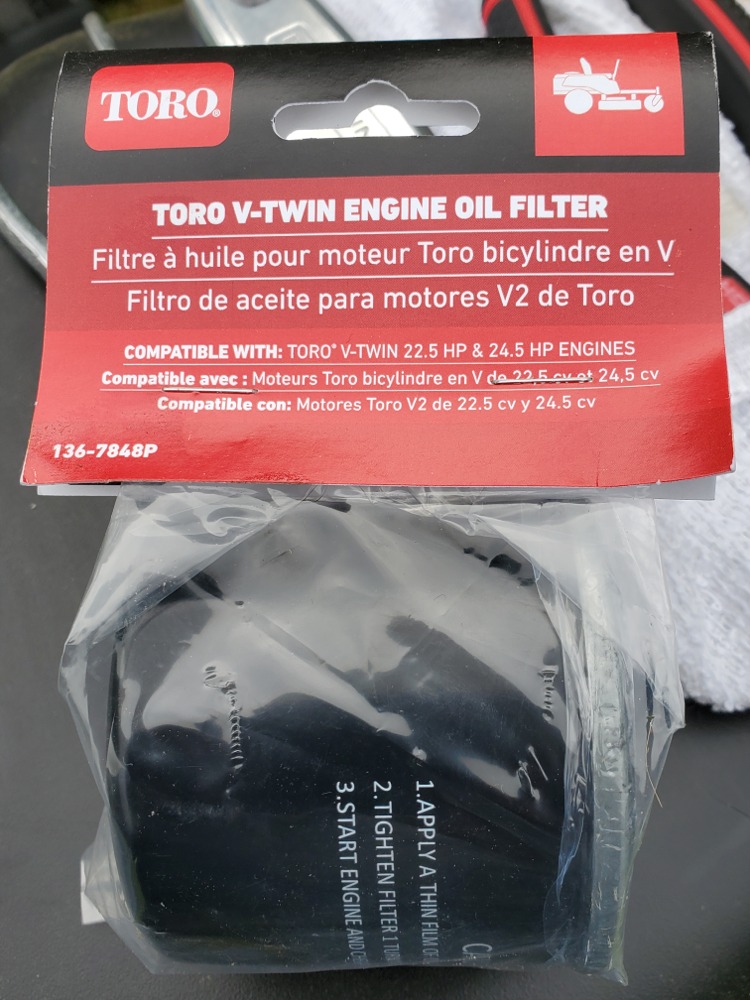 TORO®
TORO V-TWIN ENGINE OIL FILTER
Filtre à huile pour moteur Toro bicylindre en V
Filtro de aceite para motores V2 de Toro
COMPATIBLE WITH: TORO® V-TWIN 22.5 HP & 24.5 HP ENGINES
Compatible avec : Moteurs Toro bicylindre en V de 22,5 cv et 24,5 cv
Compatible con: Motores Toro V2 de 22.5 cv y 24.5 cv
136-7848P
1.APPLY A THIN FILM
2.TIGHTEN FILTER 1
3.START ENGINE AND